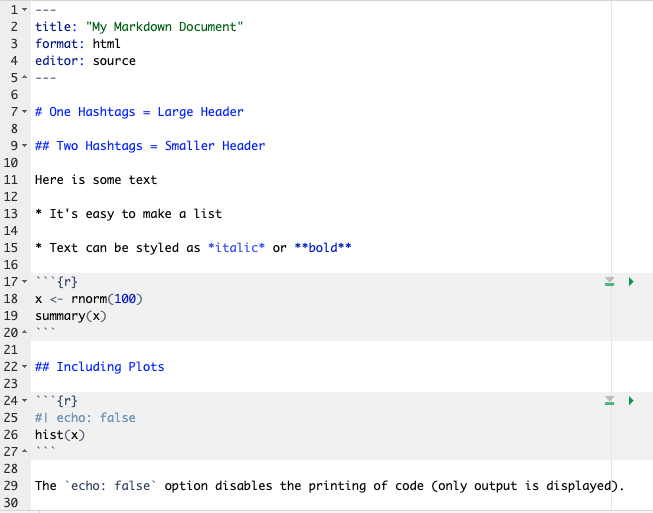 1 ---
2 title: "My Markdown Document"
3 format: html
4 editor: source
5 ---
6
7 # One Hashtags = Large Header
8
9 ## Two Hashtags = Smaller Header
10
11 Here is some text
12
13 * It's easy to make a list
14
15 * Text can be styled as *italic* or **bold**
16
17 ```{r}
18 x <- rnorm(100)
19 summary(x)
20 ```
21
22 ## Including Plots
23
24 ```{r}
25 #| echo: false
26 hist(x)
27 ```
28
29 The `echo: false` option disables the printing of code (only output is displayed).
30